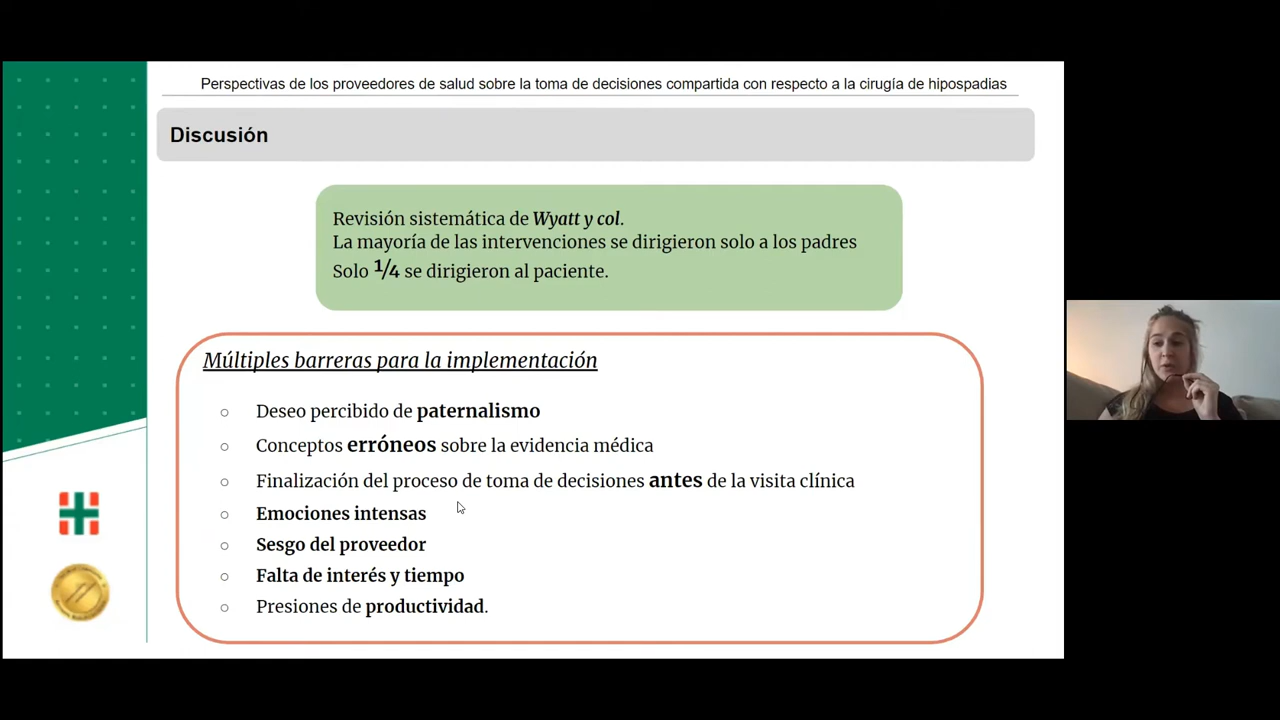 Perspectivas de los proveedores de salud sobre la toma de decisiones compartida con respecto a la cirugía de hipospadias
Discusión
Revisión sistemática de Wyatt y col.
La mayoría de las intervenciones se dirigieron solo a los padres
Solo 1/4 se dirigieron al paciente.
Múltiples barreras para la implementación
○ Deseo percibido de paternalismo
○ Conceptos erróneos sobre la evidencia médica
○ Finalización del proceso de toma de decisiones antes de la visita clínica
○ Emociones intensas
○ Sesgo del proveedor
○ Falta de interés y tiempo
○ Presiones de productividad.